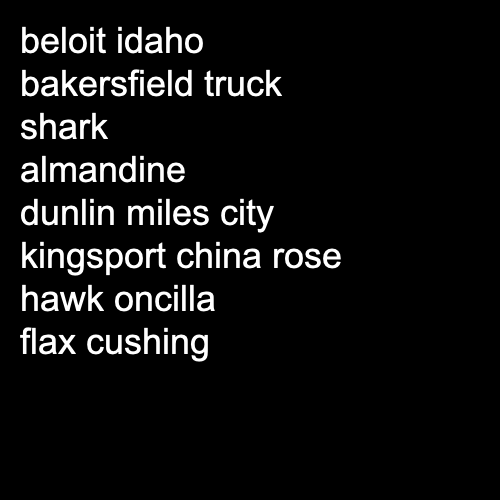 beloit idaho
bakersfield truck
shark
almandine
dunlin miles city
kingsport china rose
hawk oncilla
flax cushing